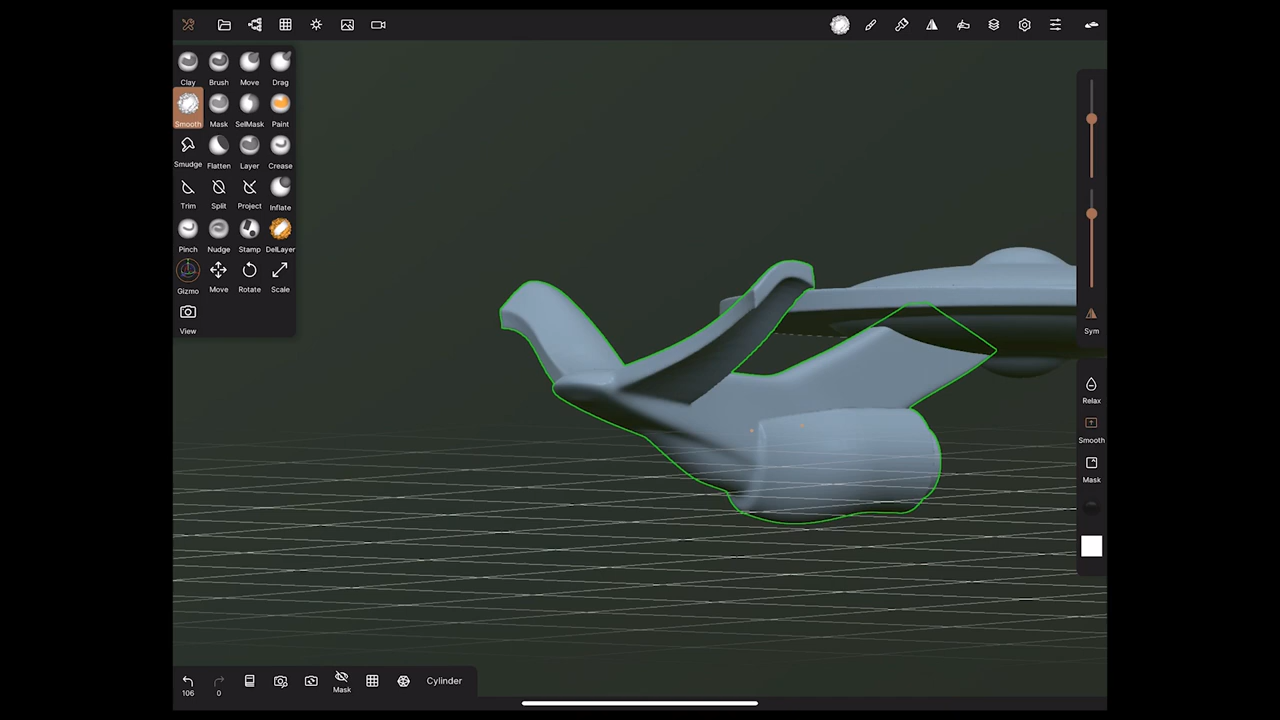 Clay Brush Move Drag
Smooth Mask SelMask Paint
Smudge Flatten Layer Crease
Trim Split Project Inflate
Pinch Nudge Stamp DelLayer
Gizmo Move Rotate Scale
View
Sym
Relax
Smooth
Mask
106 0 Mask Cylinder